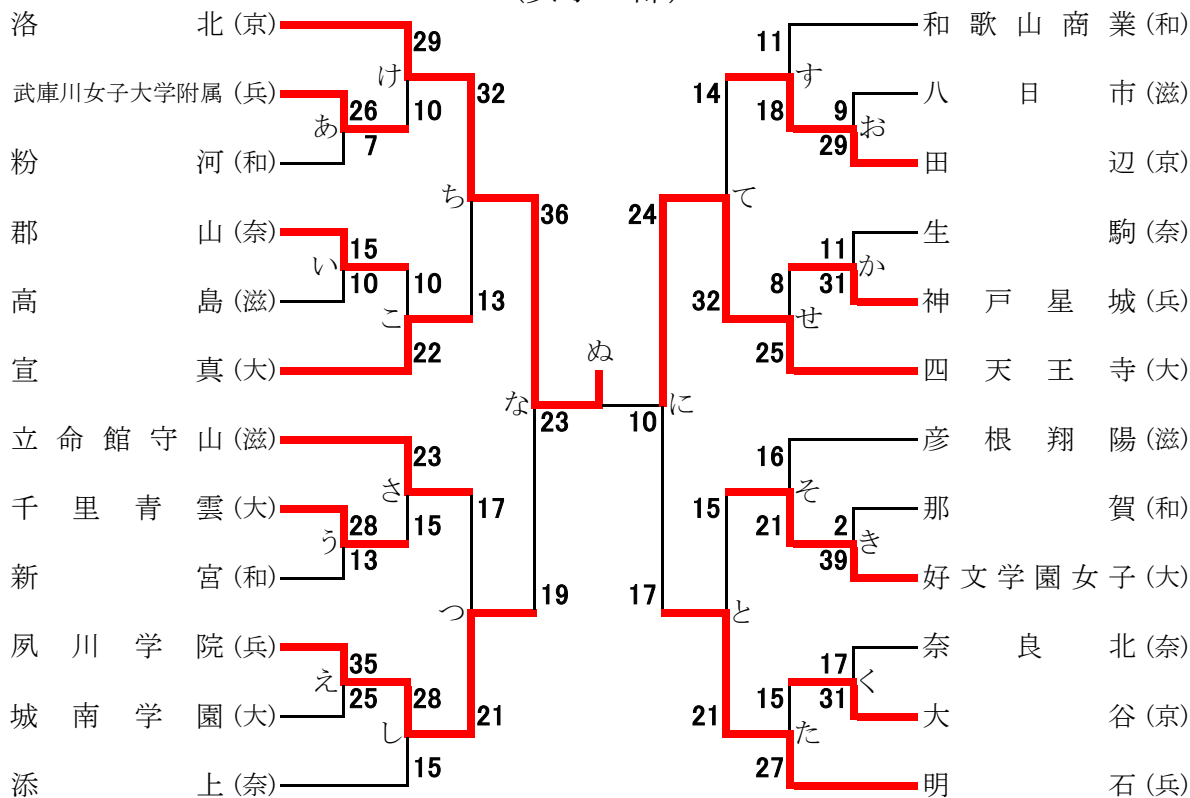 洛北(京)
29
け
32
武庫川女子大学附属(兵)
26
10
あ
7
粉河(和)
ち
36
郡山(奈)
15
い
10
10
13
高島(滋)
こ
22
宣真(大)
ぬ
な
23
立命館守山(滋)
23
さ
17
千里青雲(大)
28
15
う
13
新宮(和)
19
つ
夙川学院(兵)
35
え
25
28
21
城南学園(大)
し
15
添上(奈)
和歌山商業(和)
11
す
14
八日市(滋)
18
9
お
29
田辺(京)
て
24
生駒(奈)
11
か
8
31
32
神戸星城(兵)
せ
25
四天王寺(大)
に
10
彦根翔陽(滋)
16
そ
15
那賀(和)
21
2
き
39
好文学園女子(大)
17
と
奈良北(奈)
17
く
15
31
21
大谷(京)
た
27
明石(兵)